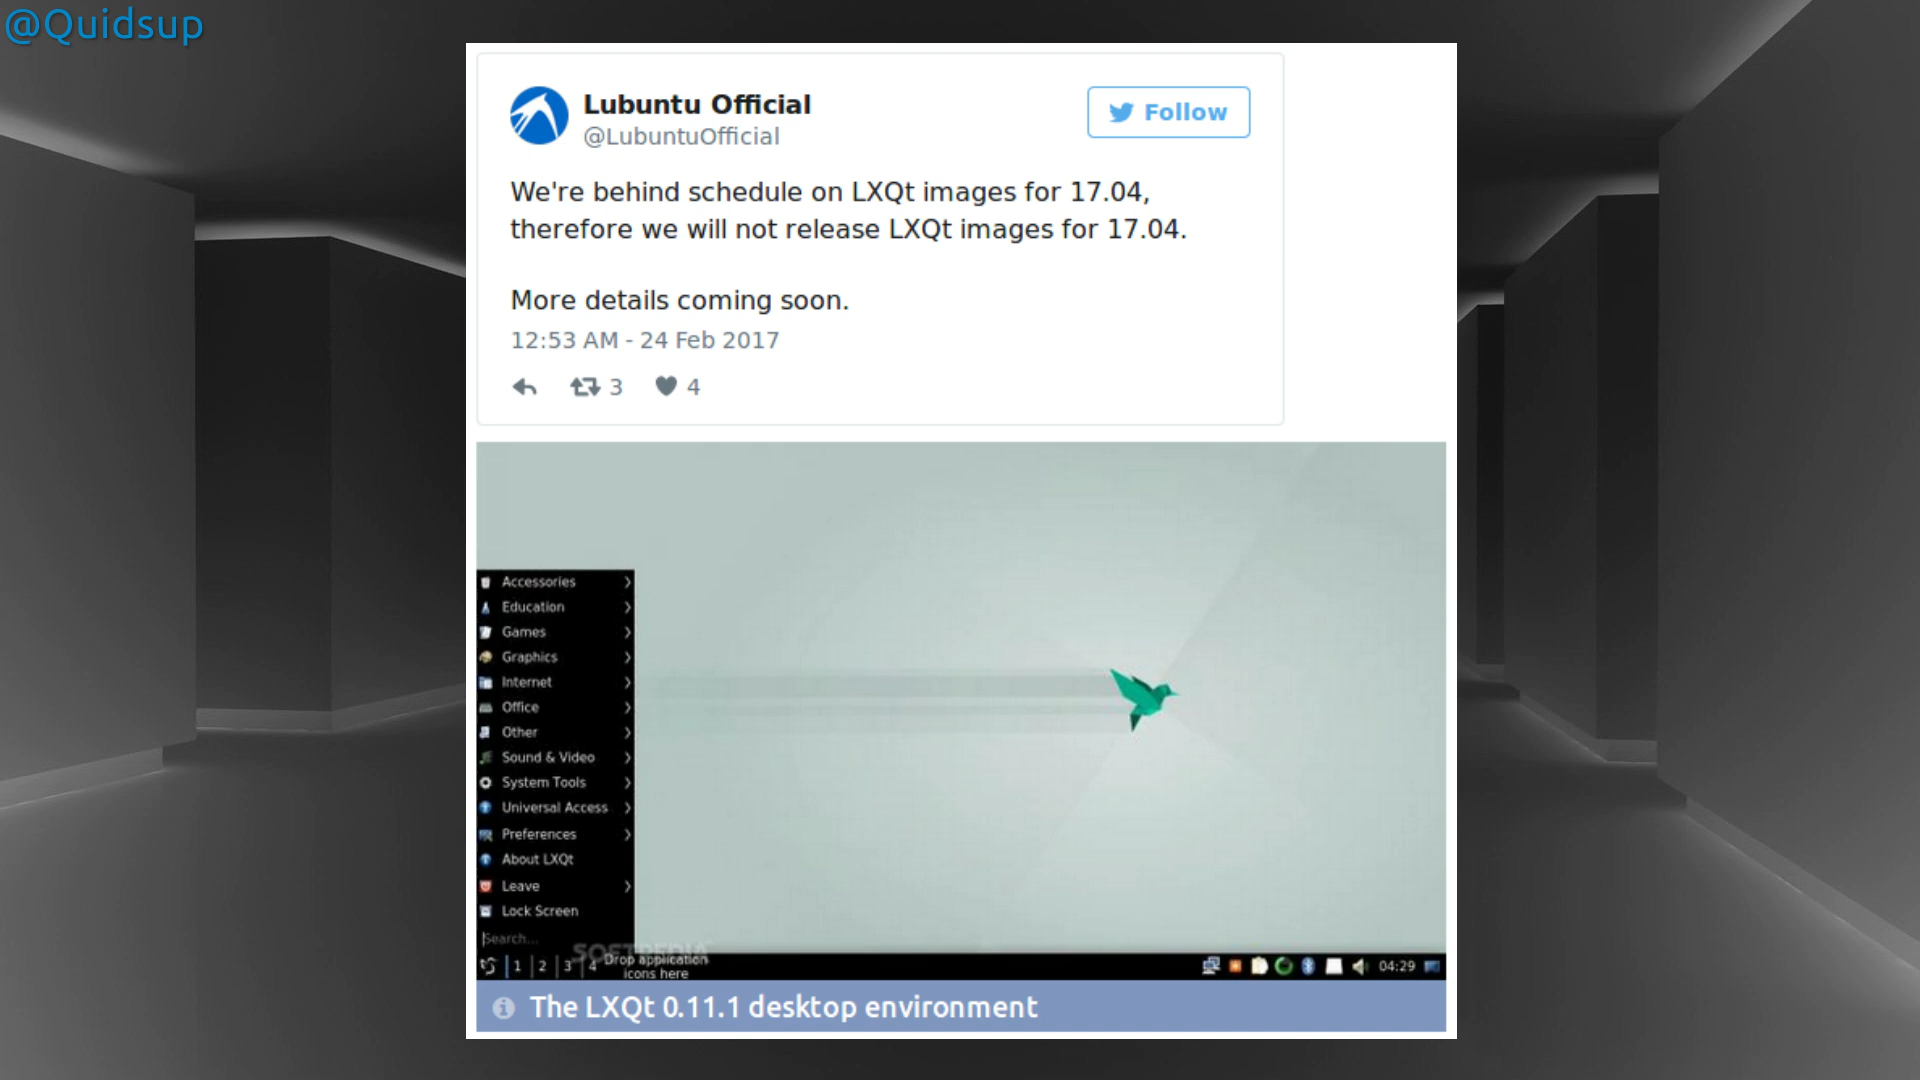 @Quidsup
Lubuntu Official
@LubuntuOfficial
Follow
We're behind schedule on LXQt images for 17.04,
therefore we will not release LXQt images for 17.04.
More details coming soon.
12:53 AM - 24 Feb 2017
3 4
Accessories
Education
Games
Graphics
Internet
Office
Other
Sound & Video
System Tools
Universal Access
Preferences
About LXQt
Leave
Lock Screen
Search...
SOFTPEDIA
1 2 3 4 Drop application
icons here
04:29
The LXQt 0.11.1 desktop environment